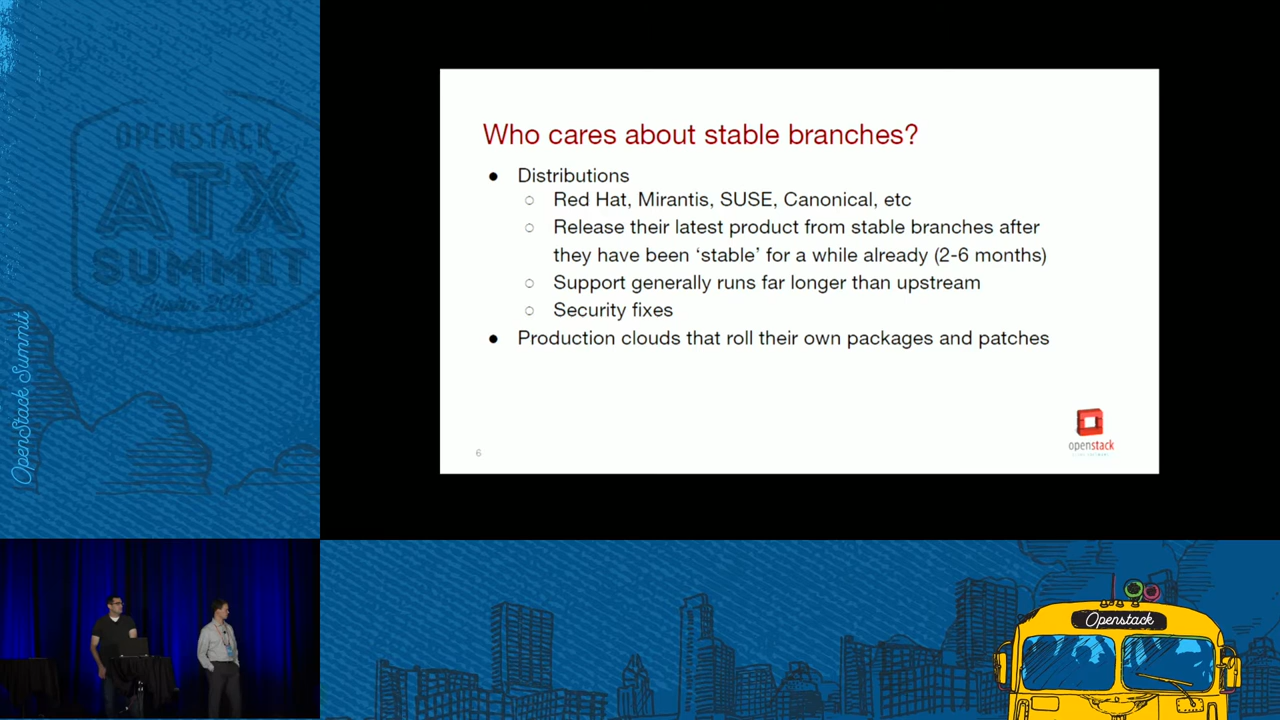 OPENSTACK
ATX
SUMMIT
Austin 2016
OpenStack Summit
Who cares about stable branches?
● Distributions
○ Red Hat, Mirantis, SUSE, Canonical, etc
○ Release their latest product from stable branches after
they have been ‘stable’ for a while already (2-6 months)
○ Support generally runs far longer than upstream
○ Security fixes
● Production clouds that roll their own packages and patches
6
openstack
Openstack